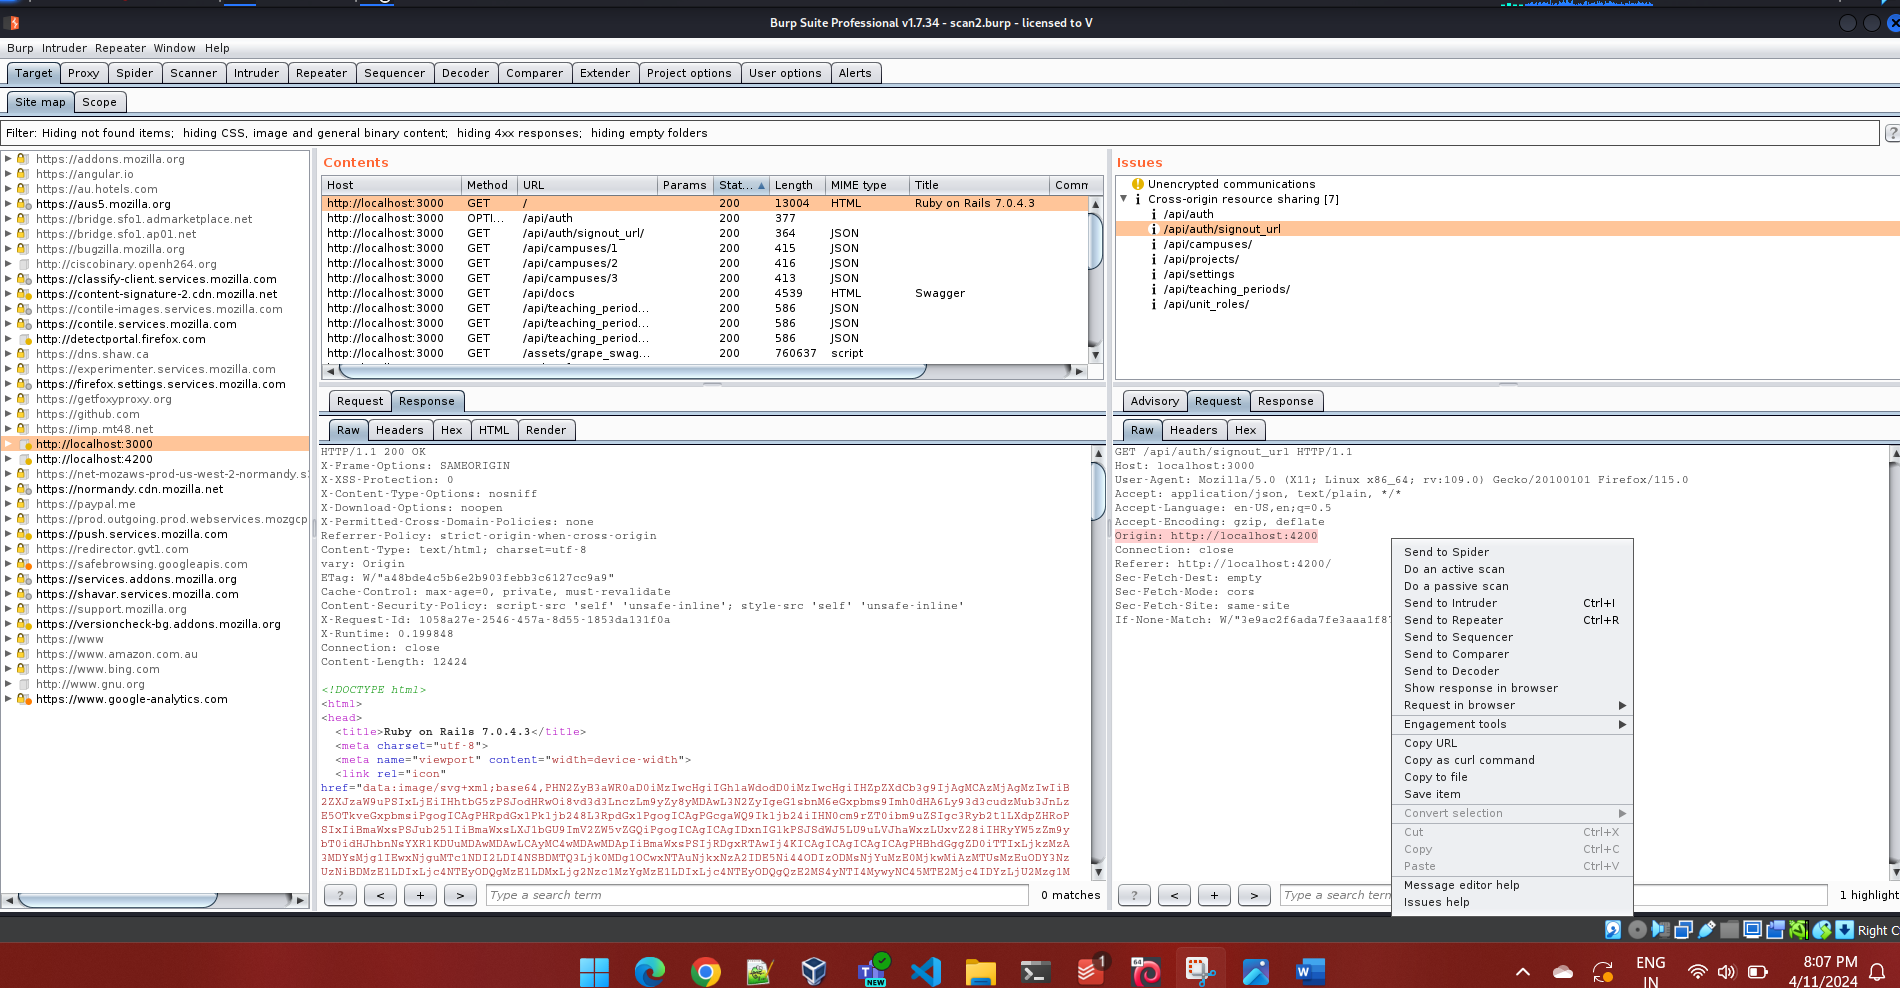 Burp Suite Professional v1.7.34 - scan2.burp - licensed to V
Burp Intruder Repeater Window Help
Target Proxy Spider Scanner Intruder Repeater Sequencer Decoder Comparer Extender Project options User options Alerts
Site map Scope
Filter: Hiding not found items; hiding CSS, image and general binary content; hiding 4xx responses; hiding empty folders
?
https://addons.mozilla.org
https://angular.io
https://au.hotels.com
https://aus5.mozilla.org
https://bridge.sfo1.admarketplace.net
https://bridge.sfo1.ap01.net
https://bugzilla.mozilla.org
http://ciscobinary.openh264.org
https://classify-client.services.mozilla.com
https://content-signature-2.cdn.mozilla.net
https://contile-images.services.mozilla.com
https://contile.services.mozilla.com
http://detectportal.firefox.com
https://dns.shaw.ca
https://experimenter.services.mozilla.com
https://firefox.settings.services.mozilla.com
https://getfoxyproxy.org
https://github.com
https://imp.mt48.net
http://localhost:3000
http://localhost:4200
https://net-mozaws-prod-us-west-2-normandy.s
https://normandy.cdn.mozilla.net
https://paypal.me
https://prod.outgoing.prod.webservices.mozgcp
https://push.services.mozilla.com
https://redirector.gvt1.com
https://safebrowsing.googleapis.com
https://services.addons.mozilla.org
https://shavar.services.mozilla.com
https://support.mozilla.org
https://versioncheck-bg.addons.mozilla.org
https://www
https://www.amazon.com.au
https://www.bing.com
http://www.gnu.org
https://www.google-analytics.com
Contents
Host Method URL Params Stat... Length MIME type Title Comm
http://localhost:3000 GET / 200 13004 HTML Ruby on Rails 7.0.4.3
http://localhost:3000 OPTI... /api/auth 200 377
http://localhost:3000 GET /api/auth/signout_url/ 200 364 JSON
http://localhost:3000 GET /api/campuses/1 200 415 JSON
http://localhost:3000 GET /api/campuses/2 200 416 JSON
http://localhost:3000 GET /api/campuses/3 200 413 JSON
http://localhost:3000 GET /api/docs 200 4539 HTML Swagger
http://localhost:3000 GET /api/teaching_period... 200 586 JSON
http://localhost:3000 GET /api/teaching_period... 200 586 JSON
http://localhost:3000 GET /api/teaching_period... 200 586 JSON
http://localhost:3000 GET /assets/grape_swag... 200 760637 script
Request Response
Raw Headers Hex HTML Render
HTTP/1.1 200 OK
X-Frame-Options: SAMEORIGIN
X-XSS-Protection: 0
X-Content-Type-Options: nosniff
X-Download-Options: noopen
X-Permitted-Cross-Domain-Policies: none
Referrer-Policy: strict-origin-when-cross-origin
Content-Type: text/html; charset=utf-8
vary: Origin
ETag: W/"a48bde4c5b6e2b903febb3c6127cc9a9"
Cache-Control: max-age=0, private, must-revalidate
Content-Security-Policy: script-src 'self' 'unsafe-inline'; style-src 'self' 'unsafe-inline'
X-Request-Id: 1058a27e-2546-457a-8d55-1853da131f0a
X-Runtime: 0.199848
Connection: close
Content-Length: 12424
<!DOCTYPE html>
<html>
<head>
<title>Ruby on Rails 7.0.4.3</title>
<meta charset="utf-8">
<meta name="viewport" content="width=device-width">
<link rel="icon"
? < + > Type a search term 0 matches
Issues
Unencrypted communications
Cross-origin resource sharing [7]
/api/auth
/api/auth/signout_url
/api/campuses/
/api/projects/
/api/settings
/api/teaching_periods/
/api/unit_roles/
Advisory Request Response
Raw Headers Hex
GET /api/auth/signout_url HTTP/1.1
Host: localhost:3000
User-Agent: Mozilla/5.0 (X11; Linux x86_64; rv:109.0) Gecko/20100101 Firefox/115.0
Accept: application/json, text/plain, */*
Accept-Language: en-US,en;q=0.5
Accept-Encoding: gzip, deflate
Origin: http://localhost:4200
Connection: close
Referer: http://localhost:4200/
Sec-Fetch-Dest: empty
Sec-Fetch-Mode: cors
Sec-Fetch-Site: same-site
If-None-Match: W/"3e9ac2f6ada7fe3aaa1f87
Send to Spider
Do an active scan
Do a passive scan
Send to Intruder Ctrl+I
Send to Repeater Ctrl+R
Send to Sequencer
Send to Comparer
Send to Decoder
Show response in browser
Request in browser
Engagement tools
Copy URL
Copy as curl command
Copy to file
Save item
Convert selection
Cut Ctrl+X
Copy Ctrl+C
Paste Ctrl+V
Message editor help
Issues help
? < + > Type a search term 1 highlight
Right C
NEW
1
64
ENG
IN
8:07 PM
4/11/2024